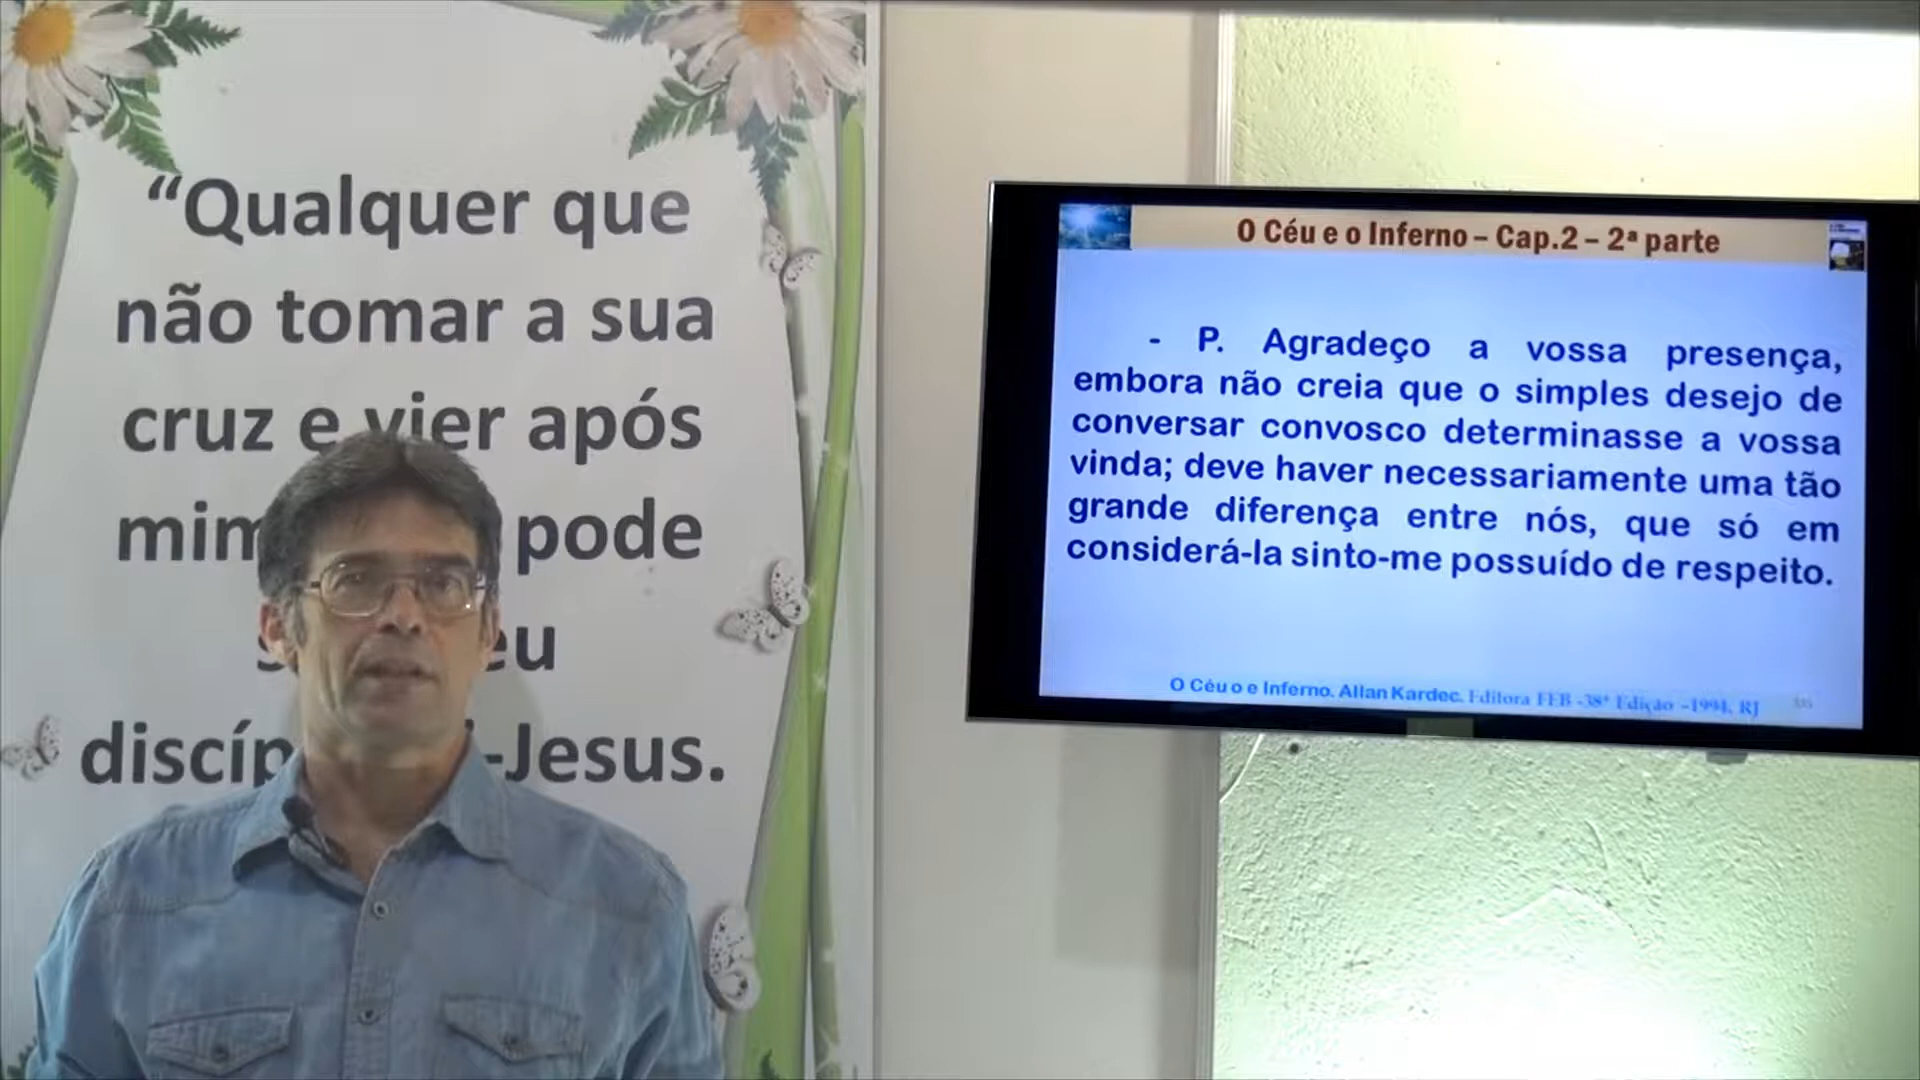 “Qualquer que
não tomar a sua
cruz e vier após
pode
eu
-Jesus.
O Céu e o Inferno – Cap.2 – 2ª parte
- P. Agradeço a vossa presença,
embora não creia que o simples desejo de
conversar convosco determinasse a vossa
vinda; deve haver necessariamente uma tão
grande diferença entre nós, que só em
considerá-la sinto-me possuído de respeito.
O Céu o e Inferno. Allan Kardec. Editora FEB -38ª Edição -1994, RJ